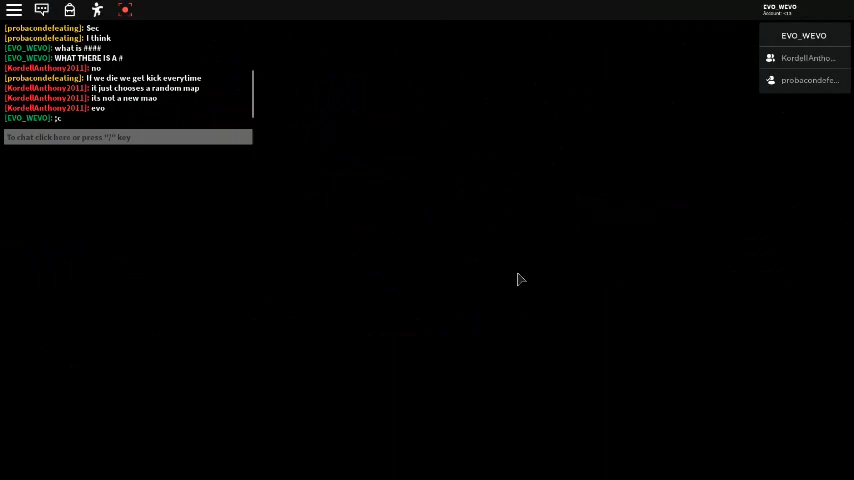 EVO_WEVO
Account: <13
[probacondefeating]: Sec
[probacondefeating]: I think
[EVO_WEVO]: what is ####
[EVO_WEVO]: WHAT THERE IS A #
[KordellAnthony2011]: no
[probacondefeating]: If we die we get kick everytime
[KordellAnthony2011]: it just chooses a random map
[KordellAnthony2011]: its not a new mao
[KordellAnthony2011]: evo
[EVO_WEVO]: ;c
To chat click here or press "/" key
EVO_WEVO
KordellAntho...
probacondefe...